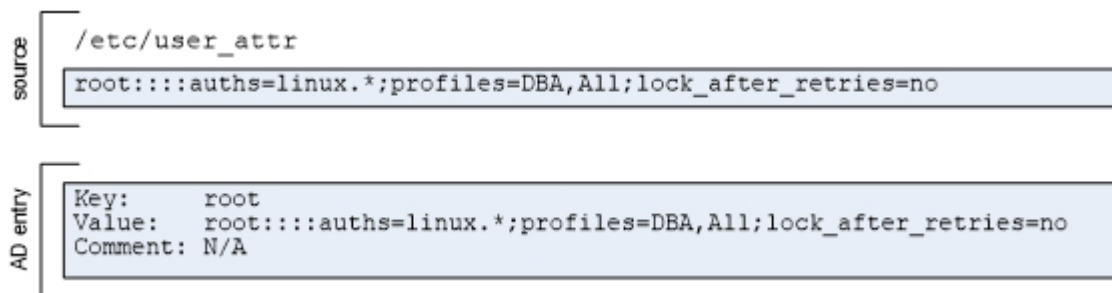 source
/etc/user_attr
root::::auths=linux.*;profiles=DBA,All;lock_after_retries=no
AD entry
Key: root
Value: root::::auths=linux.*;profiles=DBA,All;lock_after_retries=no
Comment: N/A